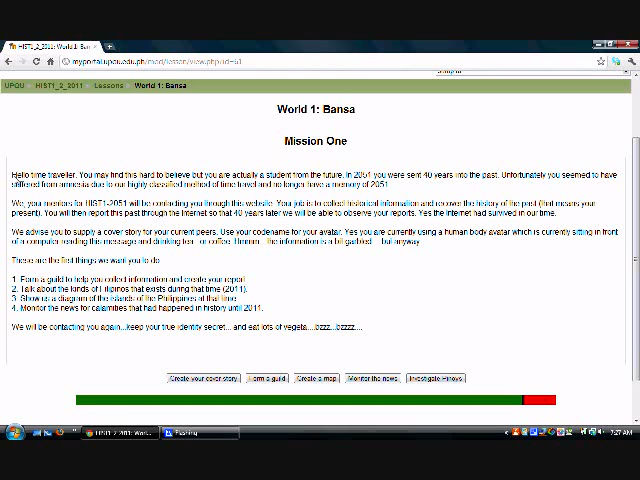 HIST1_2_2011: World 1: Ban
myportal.upou.edu.ph/mod/lesson/view.php?id=61
UPOU HIST1_2_2011 Lessons World 1: Bansa
World 1: Bansa
Mission One
Hello time traveller. You may find this hard to believe but you are actually a student from the future. In 2051 you were sent 40 years into the past. Unfortunately you seemed to have
suffered from amnesia due to our highly classified method of time travel and no longer have a memory of 2051.
We, your mentors for HIST1-2051 will be contacting you through this website. Your job is to collect historical information and recover the history of the past (that means your
present). You will then report this past through the Internet so that 40 years later we will be able to observe your reports. Yes the Internet had survived in our time.
We advise you to supply a cover story for your current peers. Use your codename for your avatar. Yes you are currently using a human body avatar which is currently sitting in front
of a computer reading this message and drinking tea... or coffee. Hmmm... the information is a bit garbled.... but anyway.
These are the first things we want you to do
1. Form a guild to help you collect information and create your report.
2. Talk about the kinds of Filipinos that exists during that time (2011).
3. Show us a diagram of the islands of the Philippines at that time
4. Monitor the news for calamities that had happened in history until 2011.
We will be contacting you again...keep your true identity secret... and eat lots of vegeta....bzzz...bzzzz....
Create your cover story Form a guild Create a map Monitor the news Investigate Pinoys
HIST1_2_2011: Worl... Flashing 7:27 AM